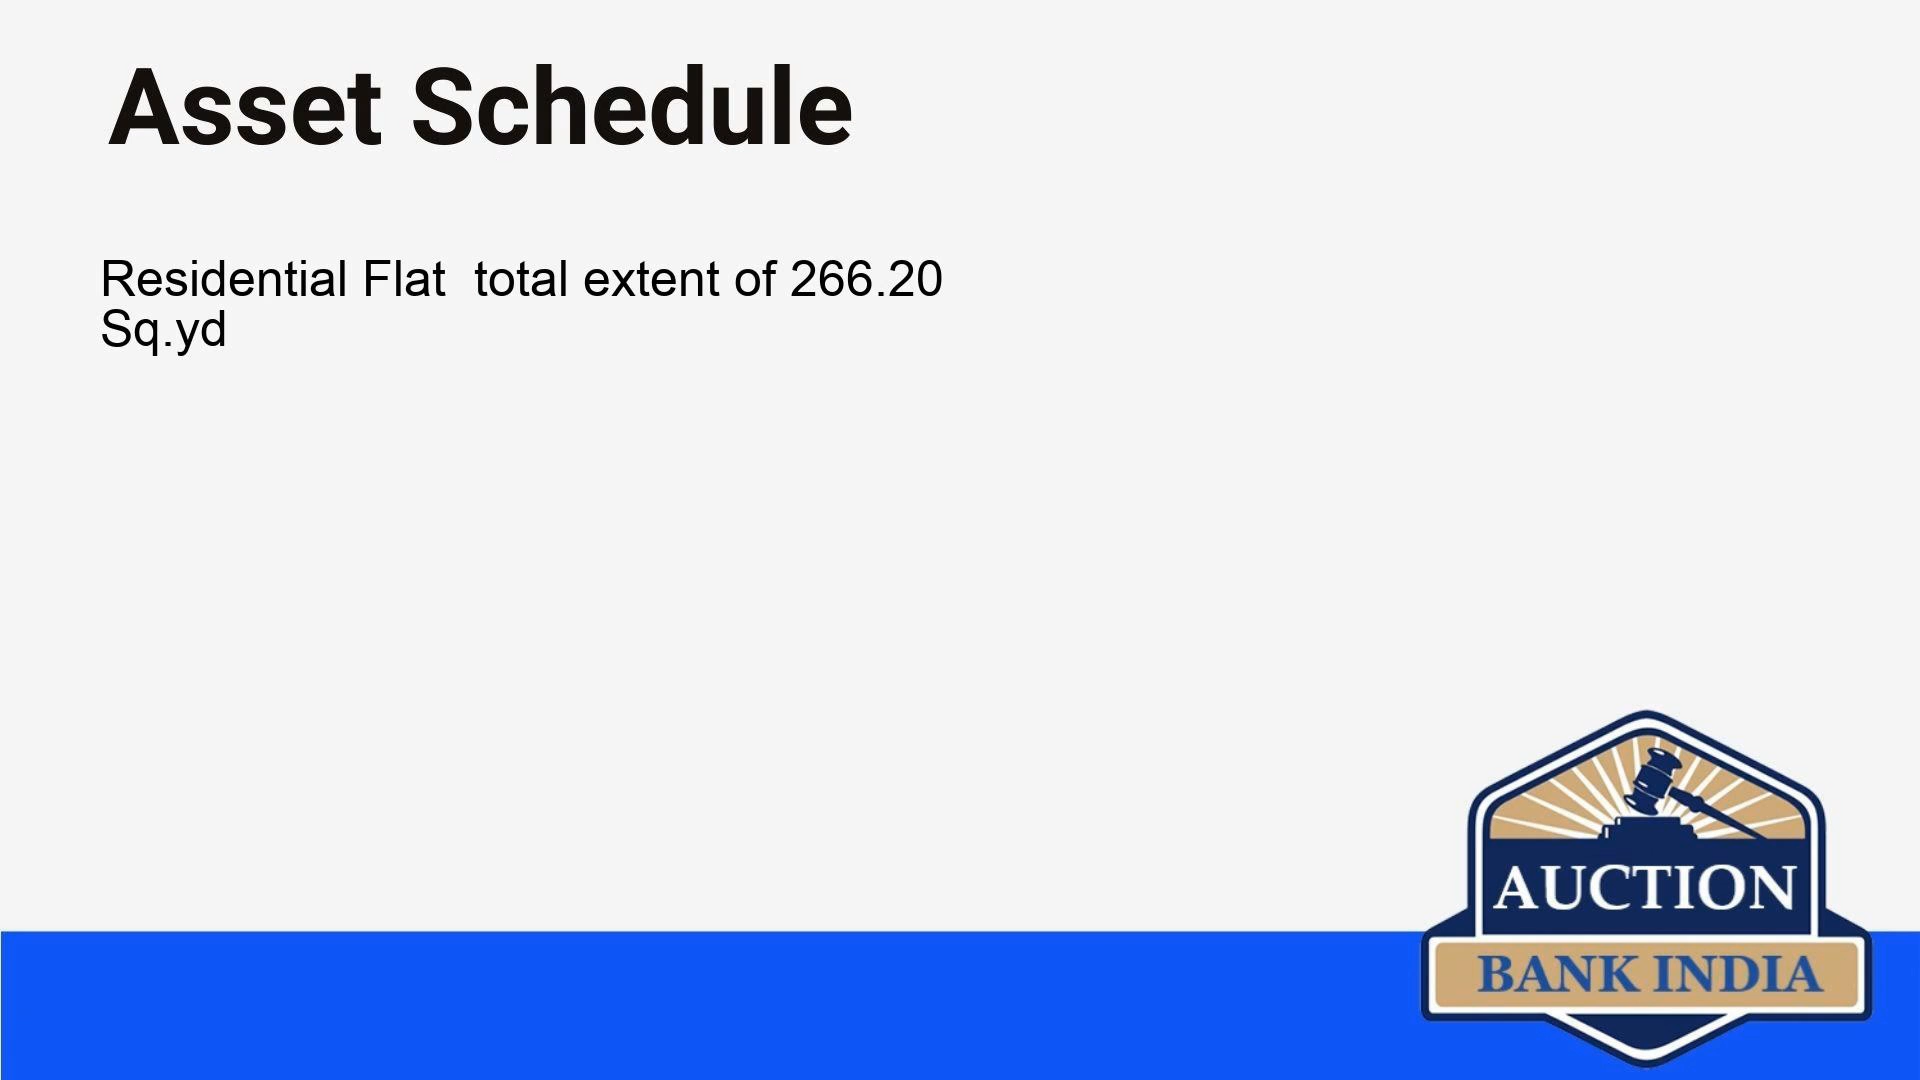 Asset Schedule
Residential Flat  total extent of 266.20
Sq.yd
AUCTION
BANK INDIA